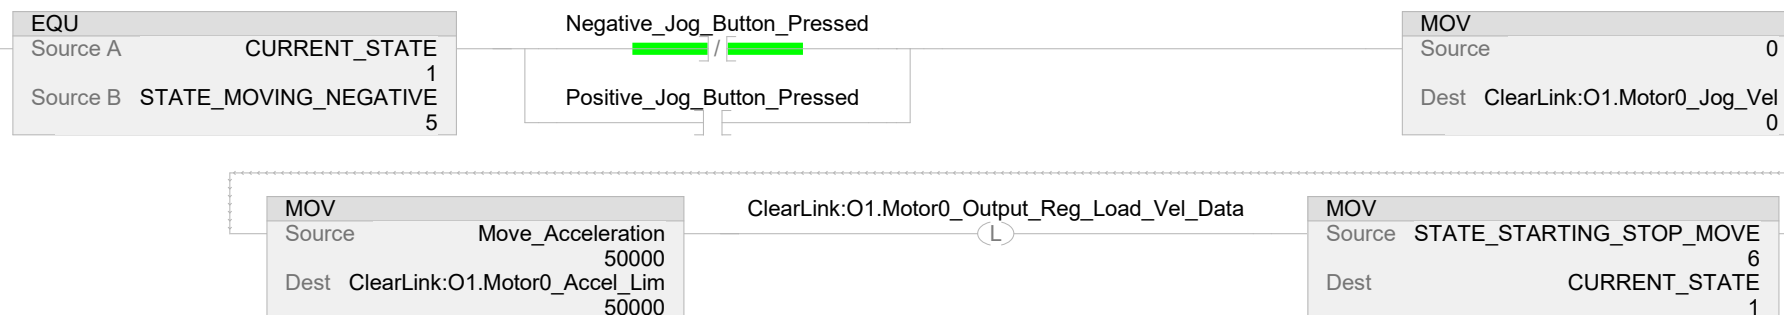 EQU
Source A CURRENT_STATE
1
Source B STATE_MOVING_NEGATIVE
5
Negative_Jog_Button_Pressed
/
Positive_Jog_Button_Pressed
MOV
Source 0
Dest ClearLink:O1.Motor0_Jog_Vel
0
MOV
Source Move_Acceleration
50000
Dest ClearLink:O1.Motor0_Accel_Lim
50000
ClearLink:O1.Motor0_Output_Reg_Load_Vel_Data
L
MOV
Source STATE_STARTING_STOP_MOVE
6
Dest CURRENT_STATE
1